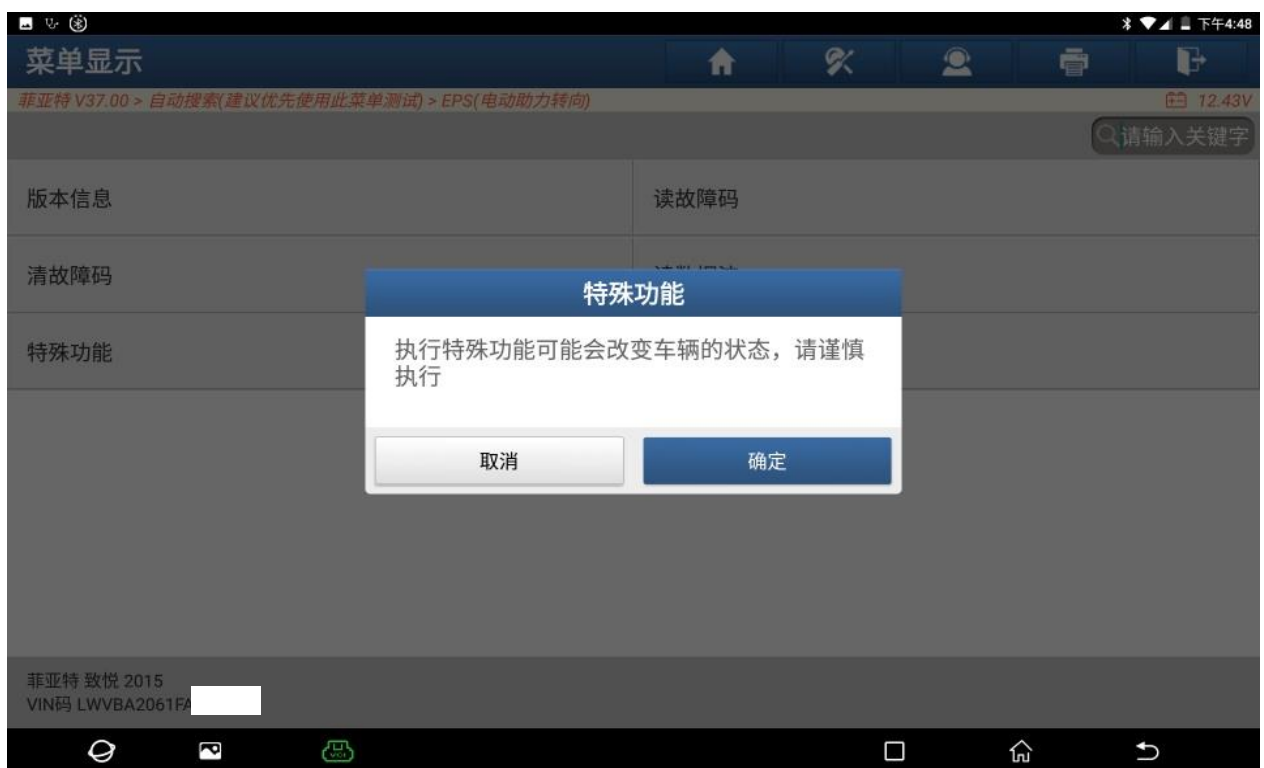 下午4:48
菜单显示
菲亚特 V37.00 > 自动搜索(建议优先使用此菜单测试) > EPS(电动助力转向)
12.43V
请输入关键字
版本信息
读故障码
清故障码
特殊功能
特殊功能
执行特殊功能可能会改变车辆的状态，请谨慎
执行
取消
确定
菲亚特 致悦 2015
VIN码 LWVBA2061FA
VCI